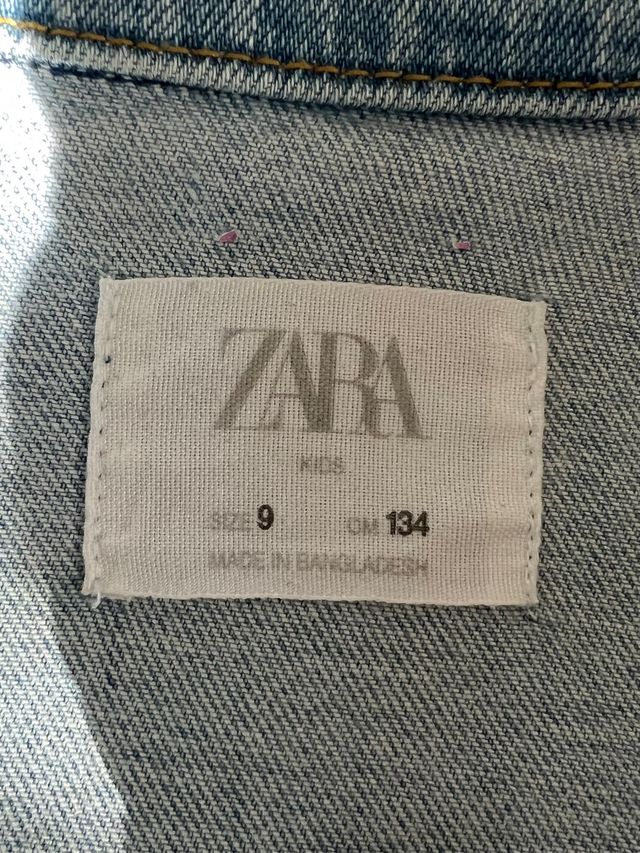 ZARA
KIDS
SIZE 9 CM 134
MADE IN BANGLADESH